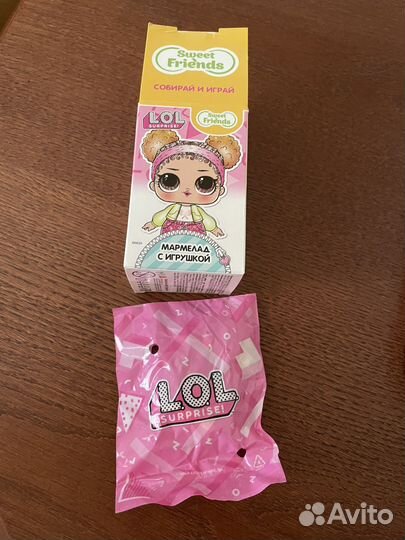 Sweet
Friends
СОБИРАЙ И ИГРАЙ
L.O.L
SURPRISE!
Sweet
Friends
МАРМЕЛАД
С ИГРУШКОЙ
L.O.L
SURPRISE!
Avito